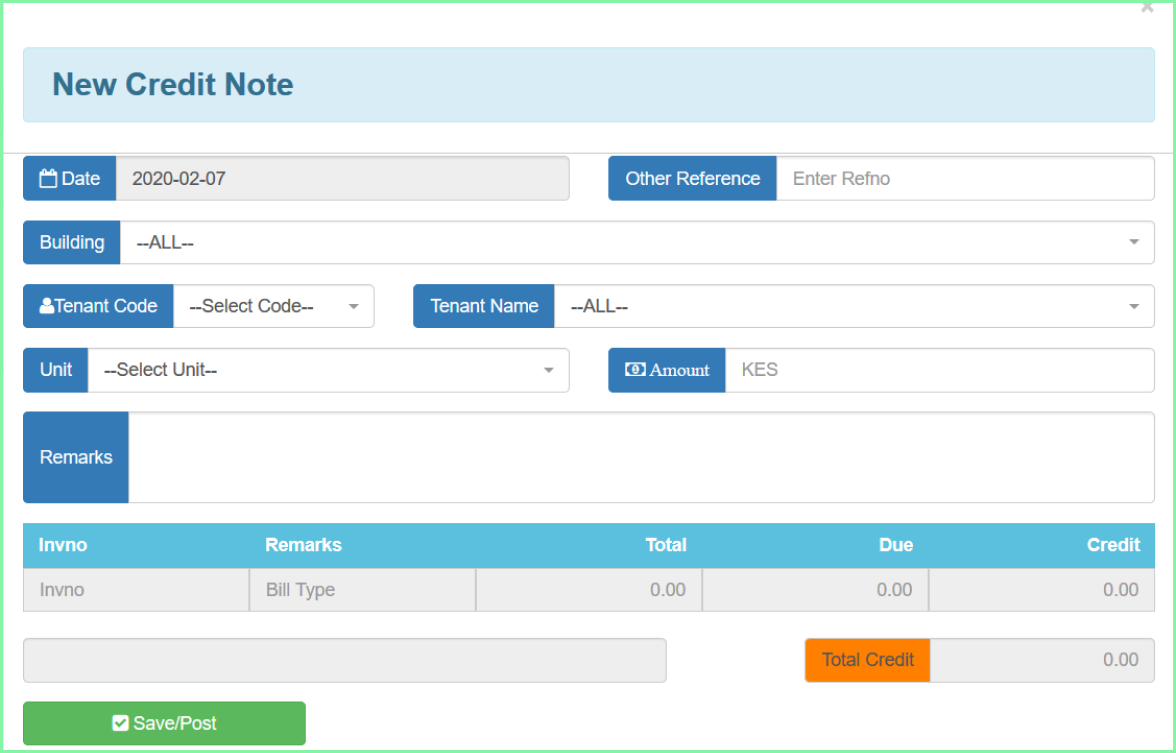 ×
New Credit Note
Date 2020-02-07 Other Reference Enter Refno
Building --ALL--
Tenant Code --Select Code-- Tenant Name --ALL--
Unit --Select Unit-- Amount KES
Remarks
Invno Remarks Total Due Credit
Invno Bill Type 0.00 0.00 0.00
Total Credit 0.00
Save/Post